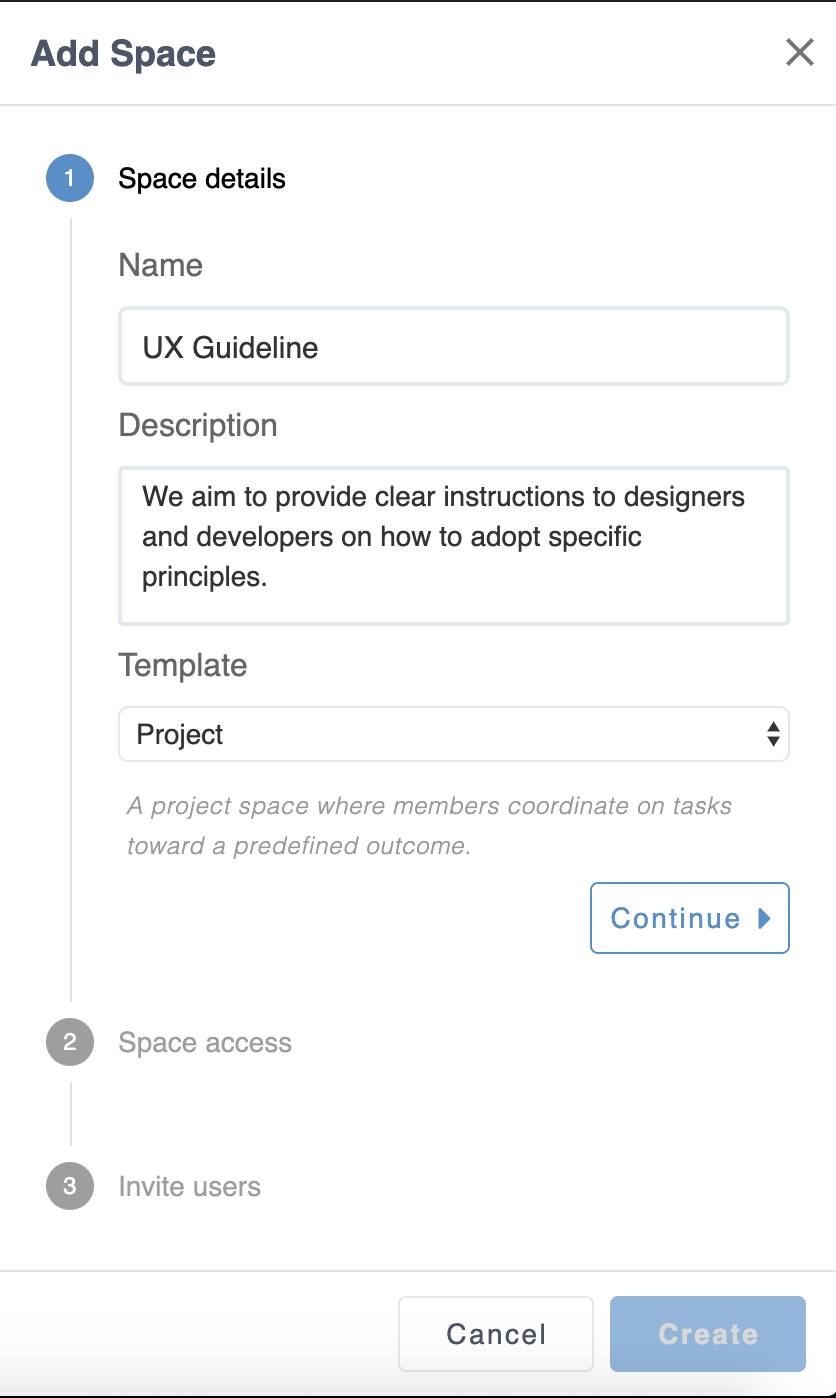 Add Space
1 Space details
Name
UX Guideline
Description
We aim to provide clear instructions to designers
and developers on how to adopt specific
principles.
Template
Project
A project space where members coordinate on tasks
toward a predefined outcome.
Continue
2 Space access
3 Invite users
Cancel Create